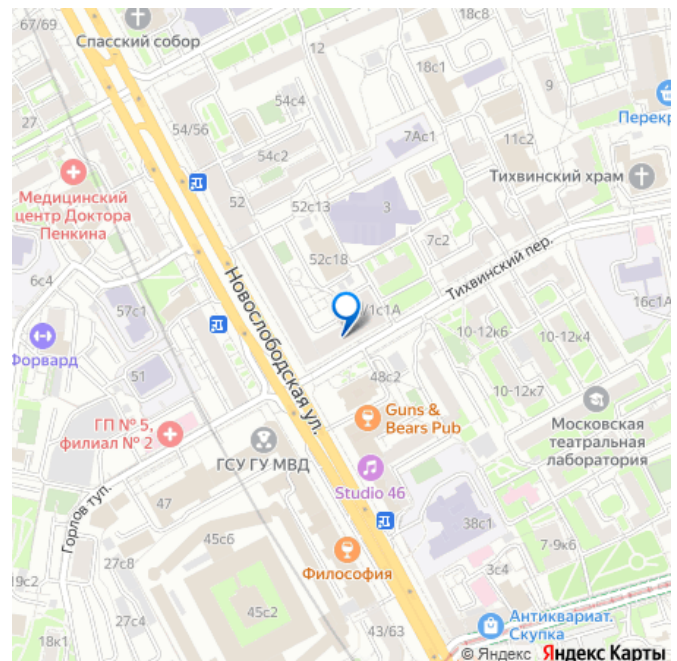 67/69
Спасский собор
18с8
12
18с1
9
54с4
27
Перекр
54/56
7Ас1
11с2
54с2
Тихвинский храм
Медицинский
центр Доктора
Пенкина
52
52с13
3
7с2
52с18
6с4
Тихвинский пер.
Новослободская ул.
57с1
/1с1А
16с1А
10-12к6
10-12к4
Форвард
51
48с2
10-12к7
ГП № 5,
филиал № 2
Guns &
Bears Pub
Московская
театральная
лаборатория
ГСУ ГУ МВД
Studio 46
Горлов туп.
47
38с1
45с6
7-9к6
27с8
Философия
19с2
3с4
45с2
27с4
Антиквариат.
Скупка
18к1
43/63
© Яндекс Яндекс Карты